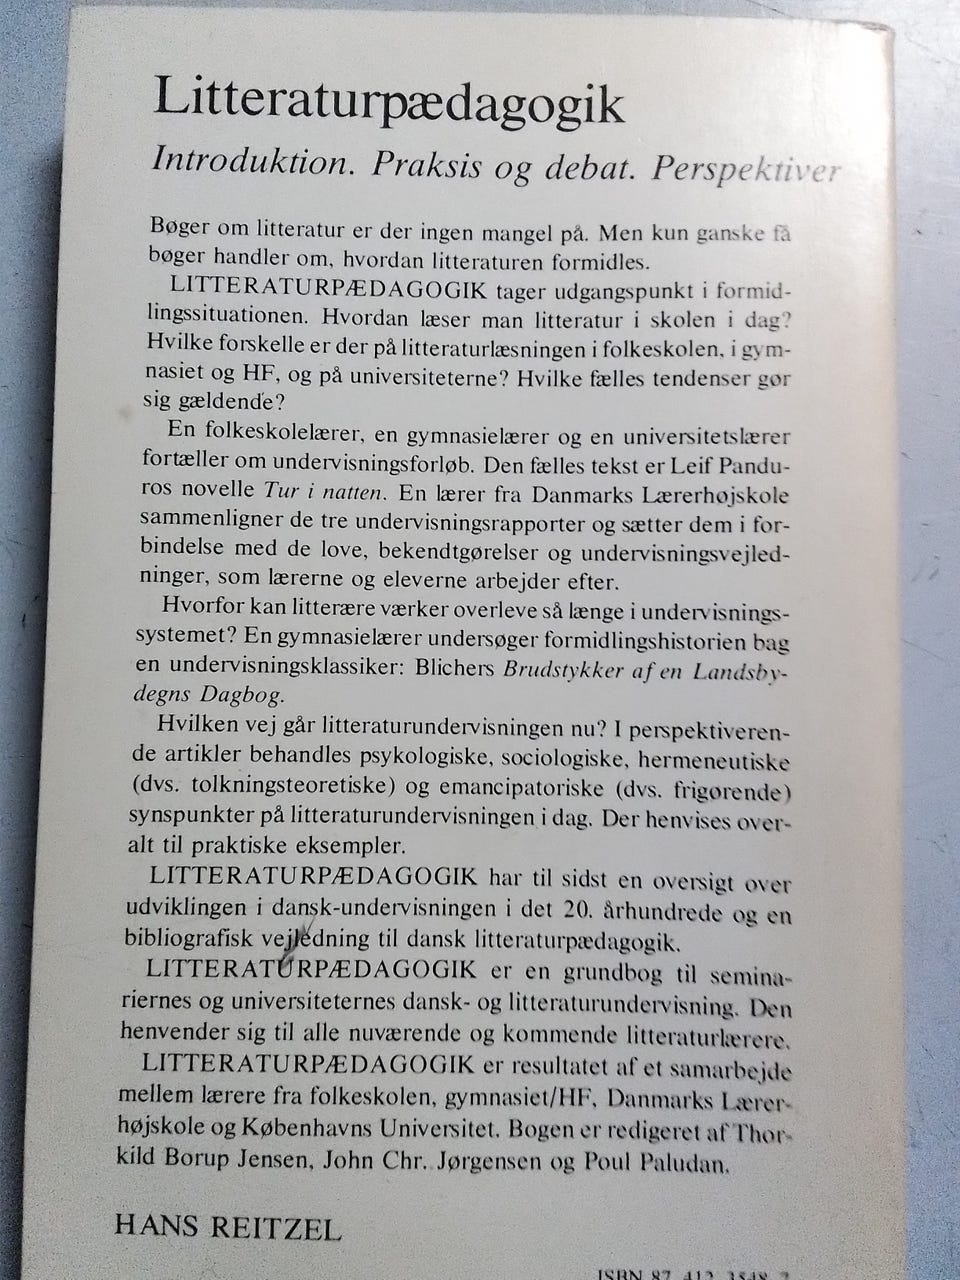 Litteraturpædagogik
Introduktion. Praksis og debat. Perspektiver
Bøger om litteratur er der ingen mangel på. Men kun ganske få
bøger handler om, hvordan litteraturen formidles.
LITTERATURPÆDAGOGIK tager udgangspunkt i formid-
lingssituationen. Hvordan læser man litteratur i skolen i dag?
Hvilke forskelle er der på litteraturlæsningen i folkeskolen, i gym-
nasiet og HF, og på universiteterne? Hvilke fælles tendenser gør
sig gældende?
En folkeskolelærer, en gymnasielærer og en universitetslærer
fortæller om undervisningsforløb. Den fælles tekst er Leif Pandu-
ros novelle Tur i natten. En lærer fra Danmarks Lærerhøjskole
sammenligner de tre undervisningsrapporter og sætter dem i for-
bindelse med de love, bekendtgørelser og undervisningsvejled-
ninger, som lærerne og eleverne arbejder efter.
Hvorfor kan litterære værker overleve så længe i undervisnings-
systemet? En gymnasielærer undersøger formidlingshistorien bag
en undervisningsklassiker: Blichers Brudstykker af en Landsby-
degns Dagbog.
Hvilken vej går litteraturundervisningen nu? I perspektiveren-
de artikler behandles psykologiske, sociologiske, hermeneutiske
(dvs. tolkningsteoretiske) og emancipatoriske (dvs. frigørende)
synspunkter på litteraturundervisningen i dag. Der henvises over-
alt til praktiske eksempler.
LITTERATURPÆDAGOGIK har til sidst en oversigt over
udviklingen i dansk-undervisningen i det 20. århundrede og en
bibliografisk vejledning til dansk litteraturpædagogik.
LITTERATURPÆDAGOGIK er en grundbog til semina-
riernes og universiteternes dansk- og litteraturundervisning. Den
henvender sig til alle nuværende og kommende litteraturlærere.
LITTERATURPÆDAGOGIK er resultatet af et samarbejde
mellem lærere fra folkeskolen, gymnasiet/HF, Danmarks Lærer-
højskole og Københavns Universitet. Bogen er redigeret af Thor-
kild Borup Jensen, John Chr. Jørgensen og Poul Paludan.
HANS REITZEL
ISBN 87 412